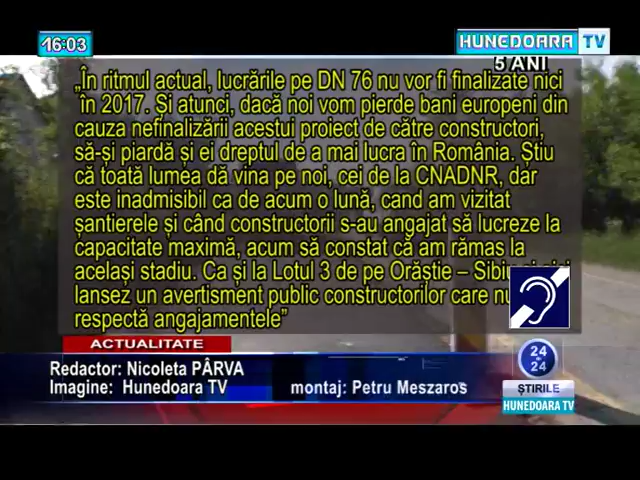 16:03
HUNEDOARA TV
5 ANI
„În ritmul actual, lucrările pe DN 76 nu vor fi finalizate nici
în 2017. Și atunci, dacă noi vom pierde bani europeni din
cauza nefinalizării acestui proiect de către constructori,
să-și piardă și ei dreptul de a mai lucra în România. Știu
că toată lumea dă vina pe noi, cei de la CNADNR, dar
este inadmisibil ca de acum o lună, cand am vizitat
șantierele și când constructorii s-au angajat să lucreze la
capacitate maximă, acum să constat că am rămas la
același stadiu. Ca și la Lotul 3 de pe Orăștie – Sibiu
lansez un avertisment public constructorilor care
respectă angajamentele”
ACTUALITATE
Redactor: Nicoleta PÂRVA
Imagine: Hunedoara TV
montaj: Petru Meszaros
24
24
ȘTIRILE
HUNEDOARA TV